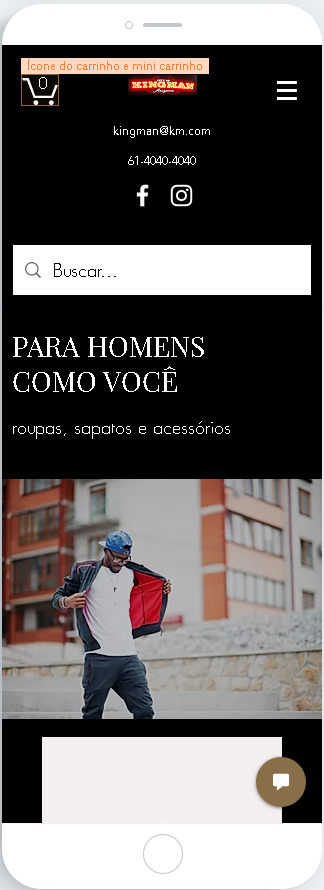 Ícone do carrinho e mini carrinho
0
KINGMAN
kingman@km.com
61-4040-4040
Buscar...
PARA HOMENS
COMO VOCÊ
roupas, sapatos e acessórios